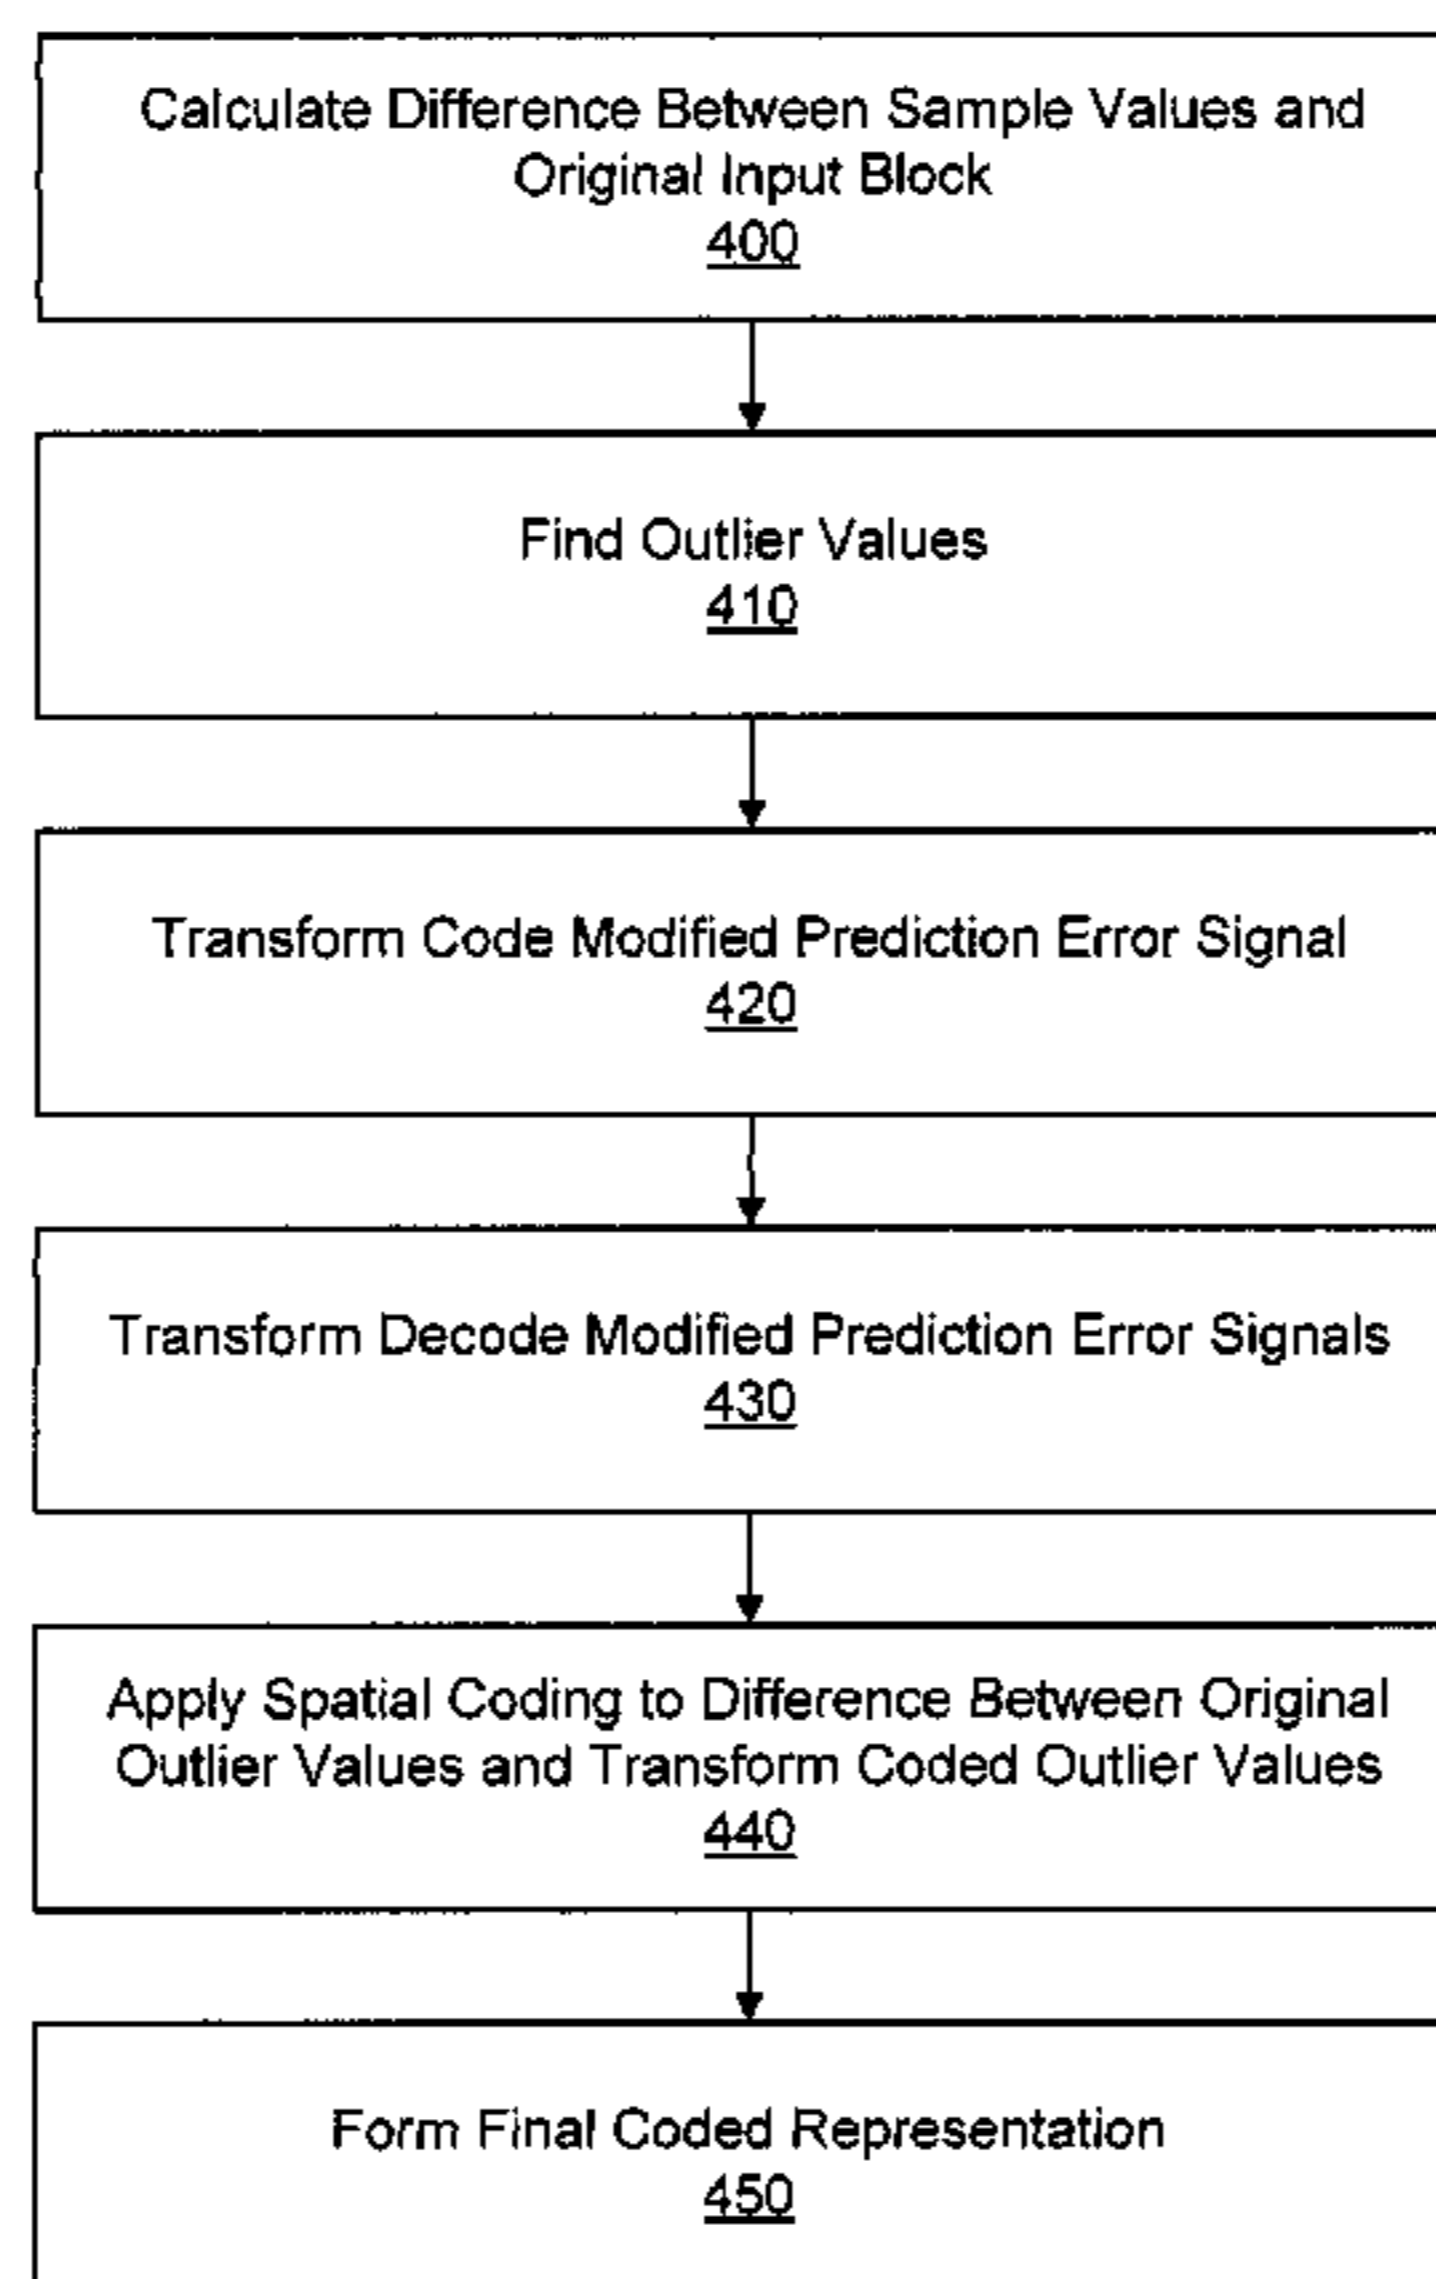 Calculate Difference Between Sample Values and
Original Input Block
400
Find Outlier Values
410
Transform Code Modified Prediction Error Signal
420
Transform Decode Modified Prediction Error Signals
430
Apply Spatial Coding to Difference Between Original
Outlier Values and Transform Coded Outlier Values
440
Form Final Coded Representation
450